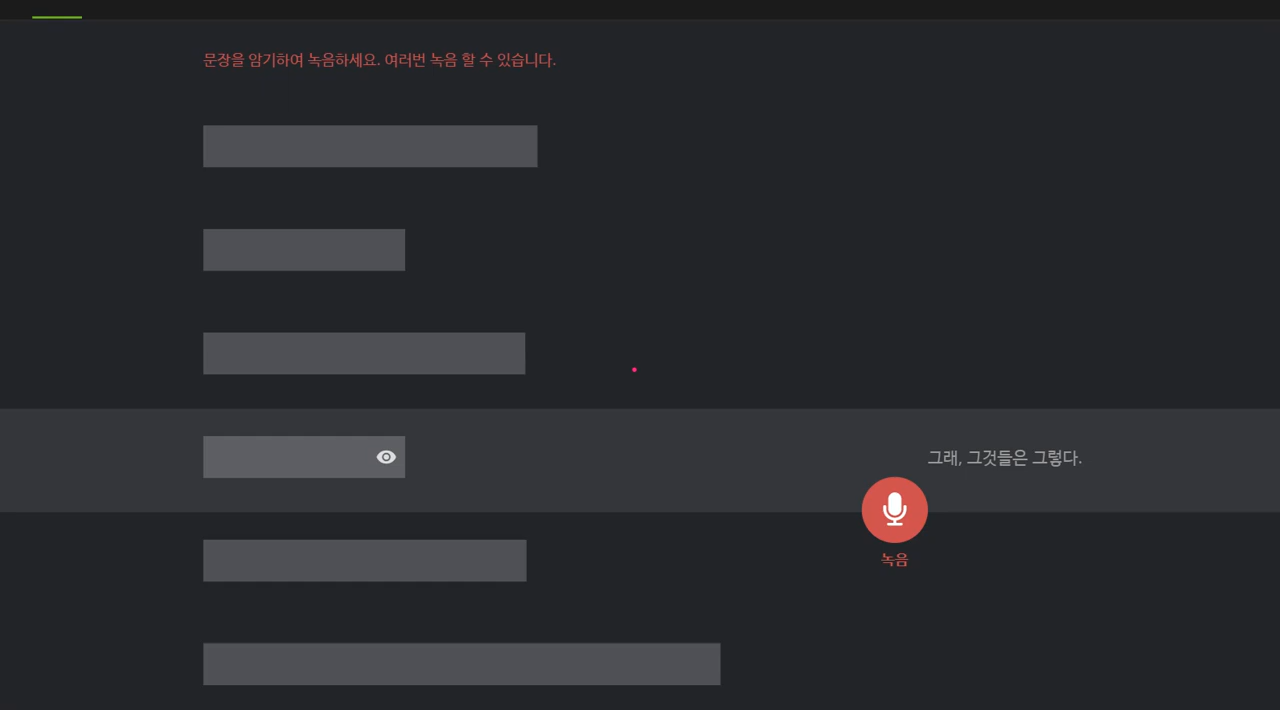 문장을 암기하여 녹음하세요. 여러번 녹음 할 수 있습니다.
그래, 그것들은 그렇다.
녹음